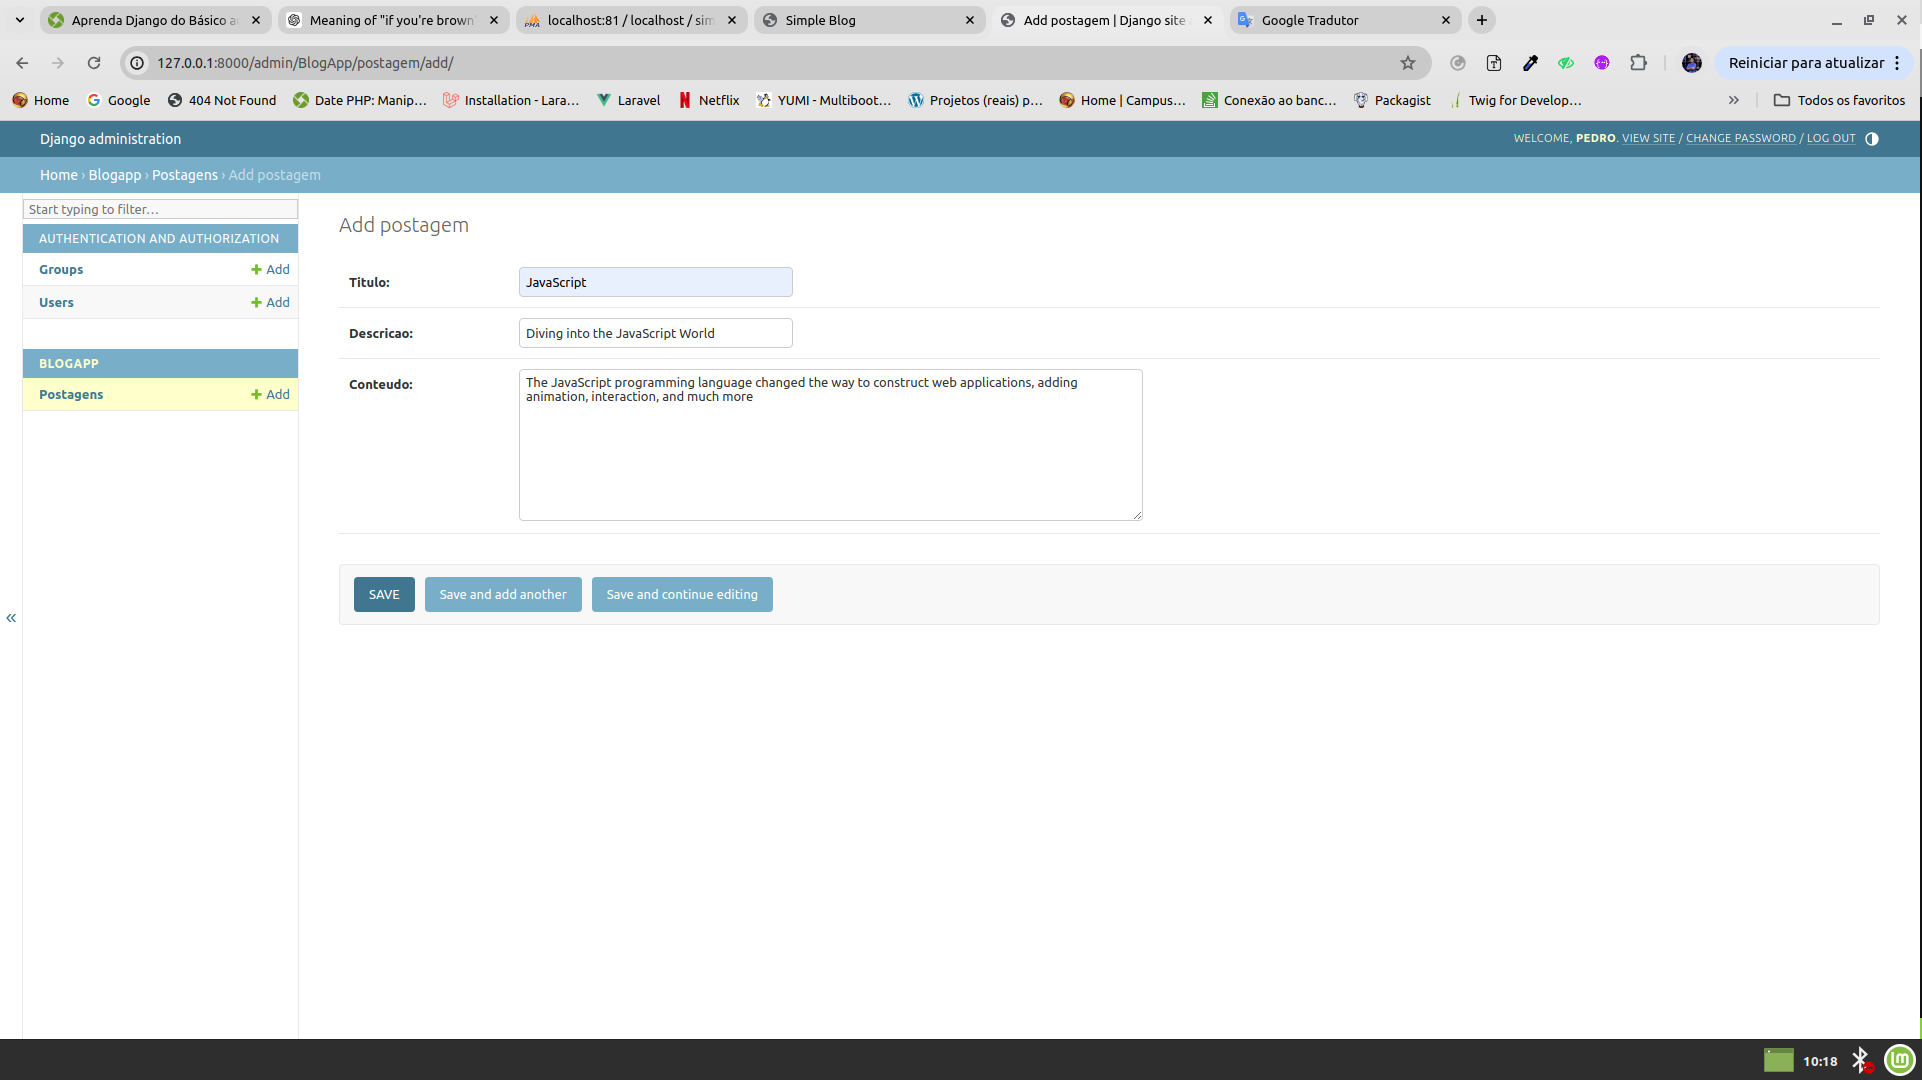 Aprenda Django do Básico a
Meaning of "if you're brown"
localhost:81 / localhost / sim
Simple Blog
Add postagem | Django site
Google Tradutor
127.0.0.1:8000/admin/BlogApp/postagem/add/
Reiniciar para atualizar
Home
Google
404 Not Found
Date PHP: Manip...
Installation - Lara...
Laravel
Netflix
YUMI - Multiboot...
Projetos (reais) p...
Home | Campus...
Conexão ao banc...
Packagist
Twig for Develop...
Todos os favoritos
Django administration
WELCOME, PEDRO. VIEW SITE / CHANGE PASSWORD / LOG OUT
Home › Blogapp › Postagens › Add postagem
Start typing to filter...
AUTHENTICATION AND AUTHORIZATION
Groups
Add
Users
Add
BLOGAPP
Postagens
Add
Add postagem
Titulo:
JavaScript
Descricao:
Diving into the JavaScript World
Conteudo:
The JavaScript programming language changed the way to construct web applications, adding
animation, interaction, and much more
SAVE
Save and add another
Save and continue editing
«
10:18